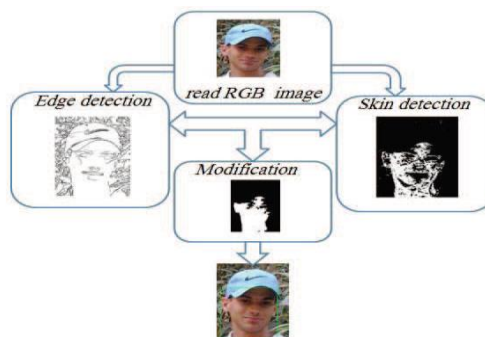 read RGB image
Edge detection
Skin detection
Modification